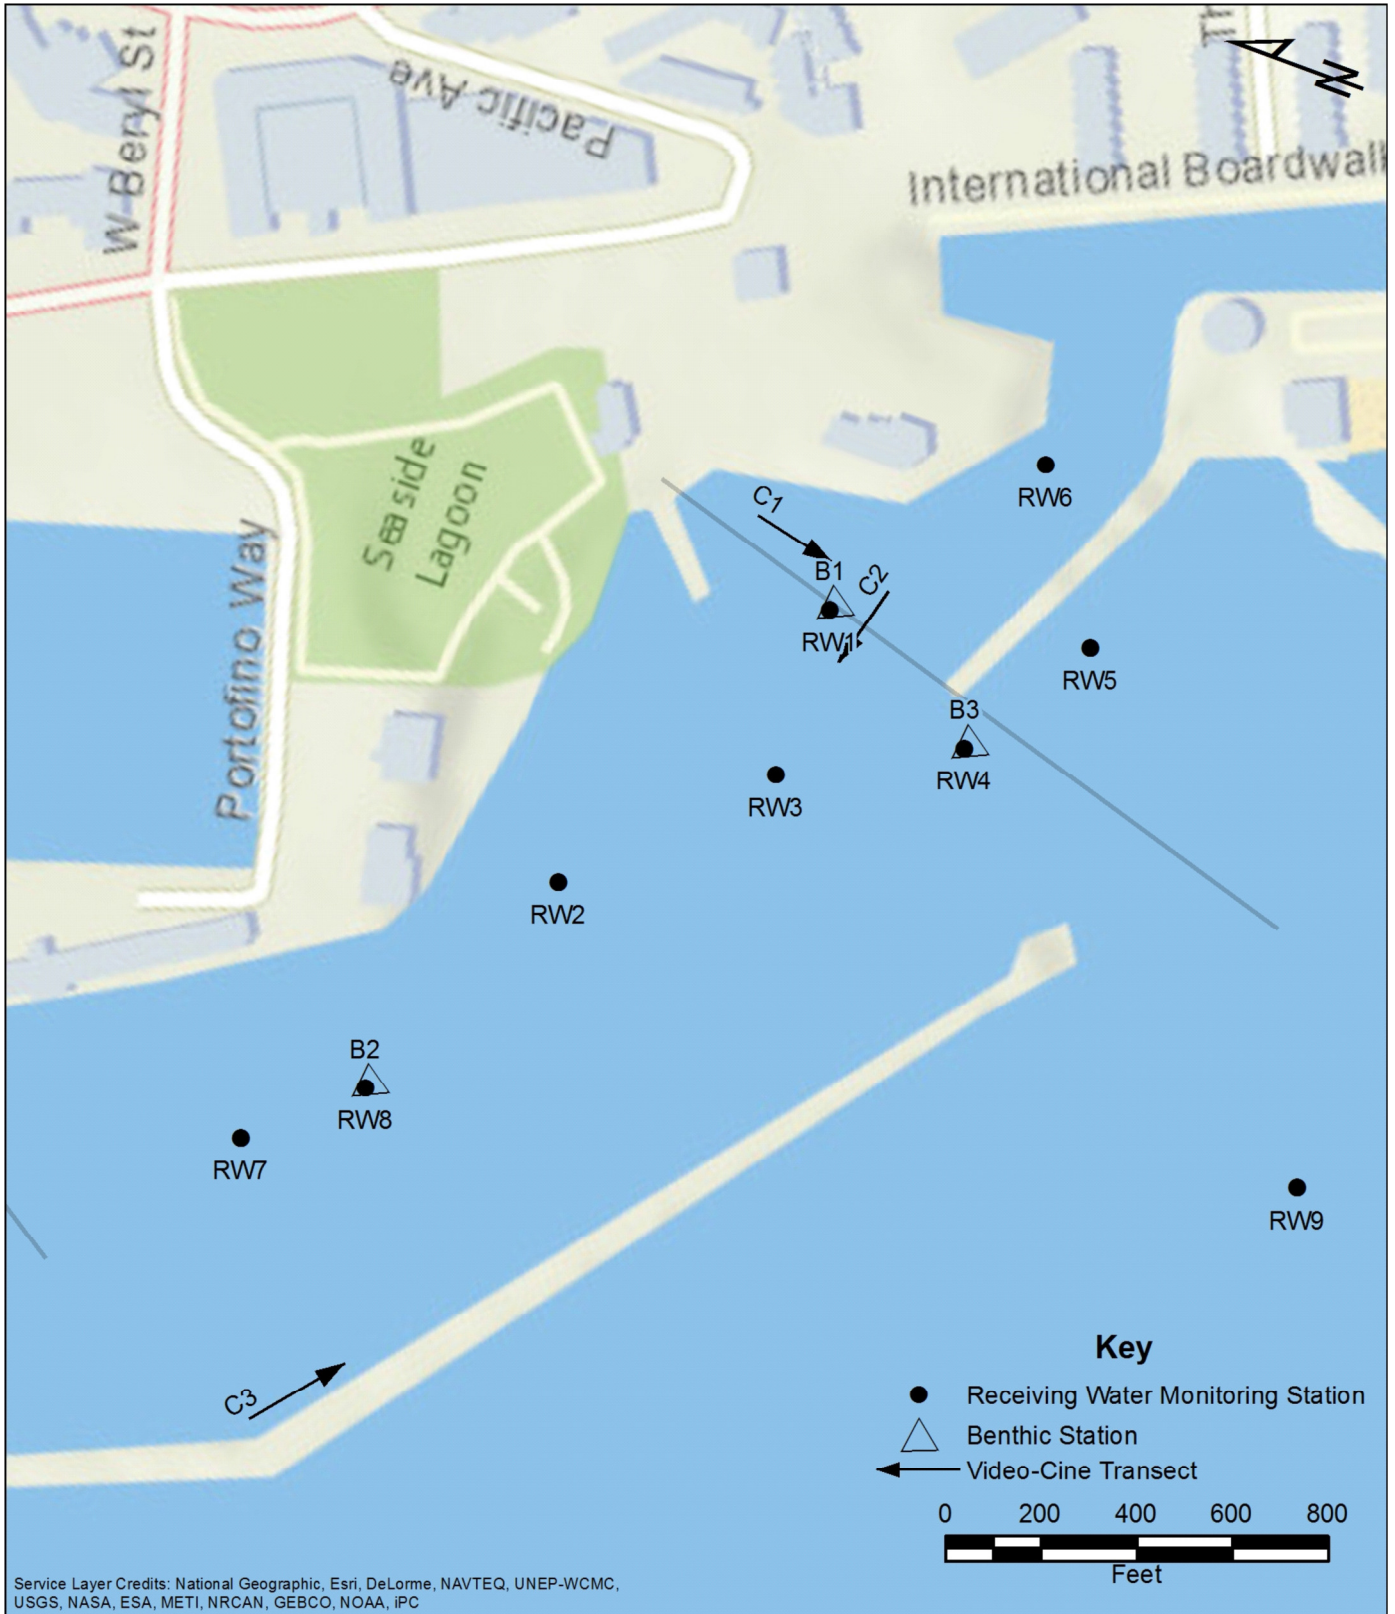 W Beryl St
Pacific Ave
International Boardwalk
N
Seaside
Lagoon
Portofino Way
C1
B1
C2
RW1
RW6
RW5
B3
RW4
RW3
RW2
B2
RW8
RW7
RW9
C3
Key
Receiving Water Monitoring Station
Benthic Station
Video-Cine Transect
0 200 400 600 800
Feet
Service Layer Credits: National Geographic, Esri, DeLorme, NAVTEQ, UNEP-WCMC,
USGS, NASA, ESA, METI, NRCAN, GEBCO, NOAA, iPC